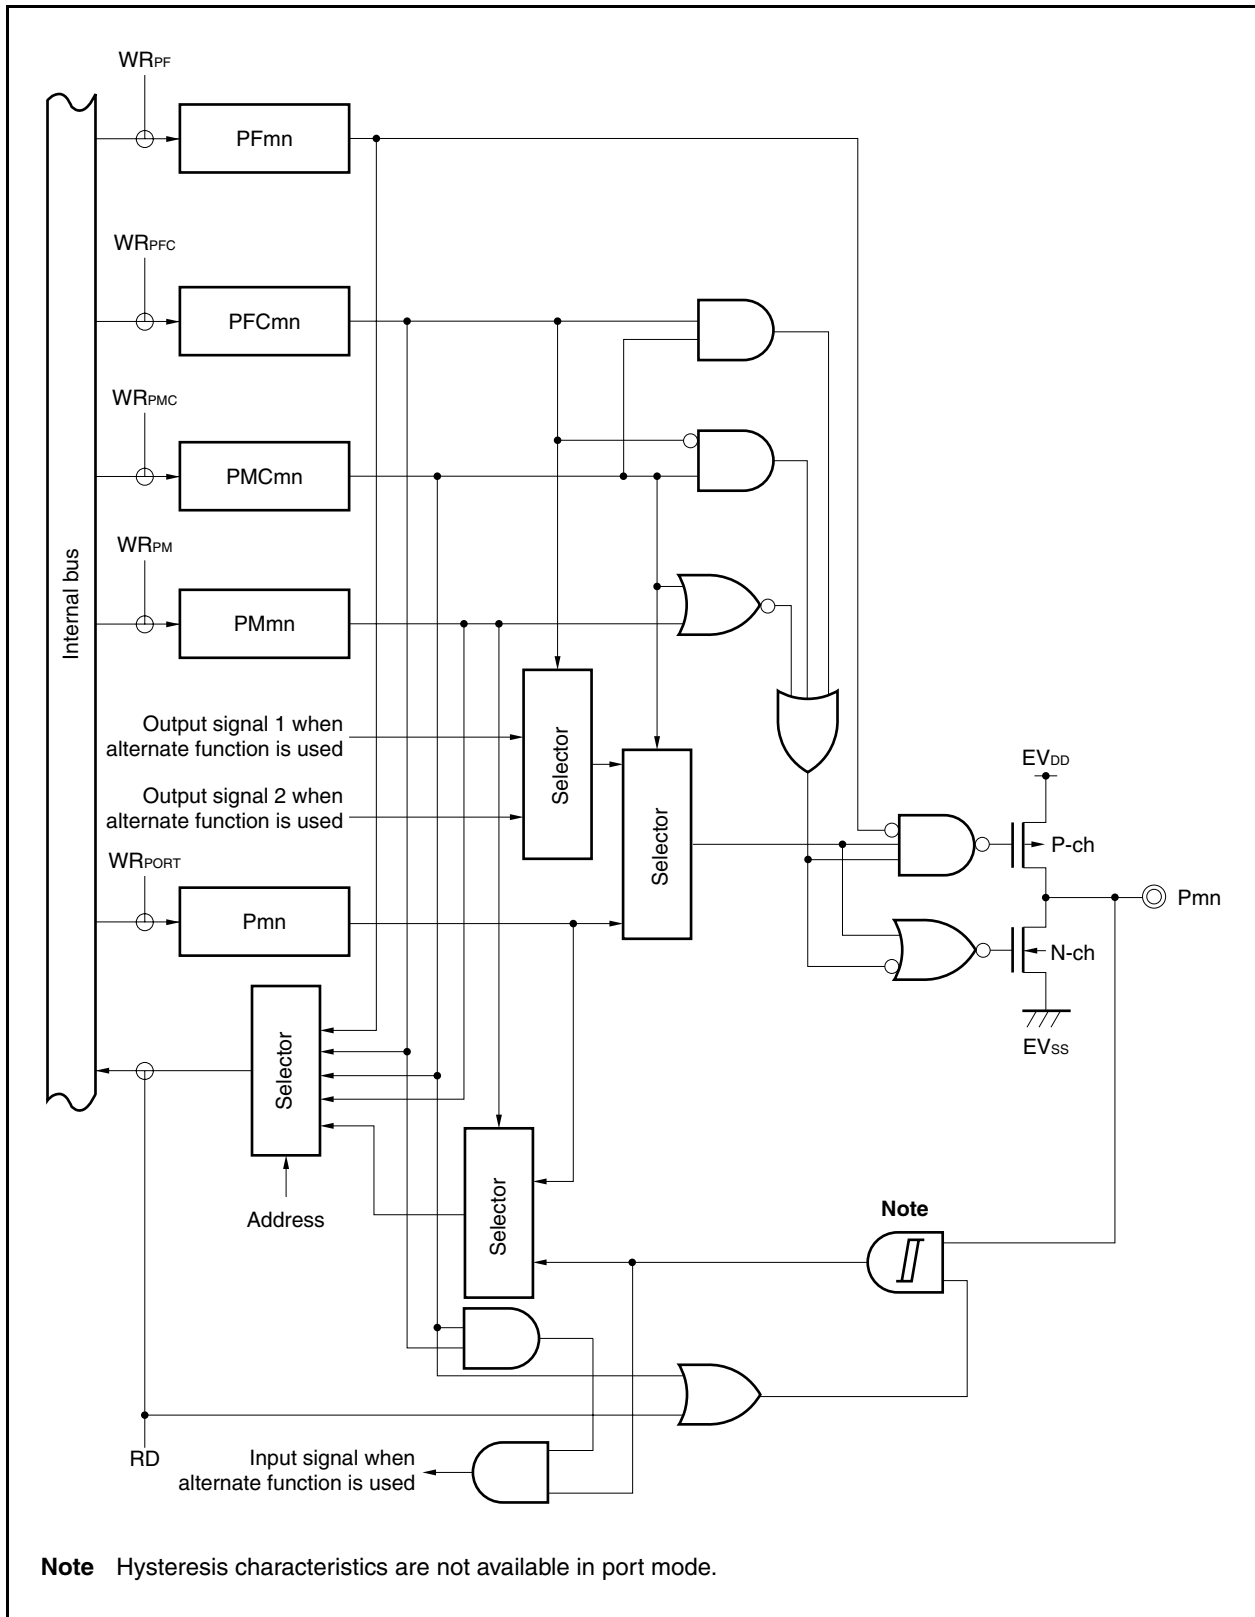 WRPF
PFmn
WRPFC
PFCmn
WRPMC
PMCmn
WRPM
PMmn
Internal bus
Output signal 1 when
alternate function is used
Output signal 2 when
alternate function is used
Selector
Selector
EVDD
P-ch
WRPORT
Pmn
Pmn
N-ch
EVSS
Selector
Address
Selector
Note
RD
Input signal when
alternate function is used
Note Hysteresis characteristics are not available in port mode.